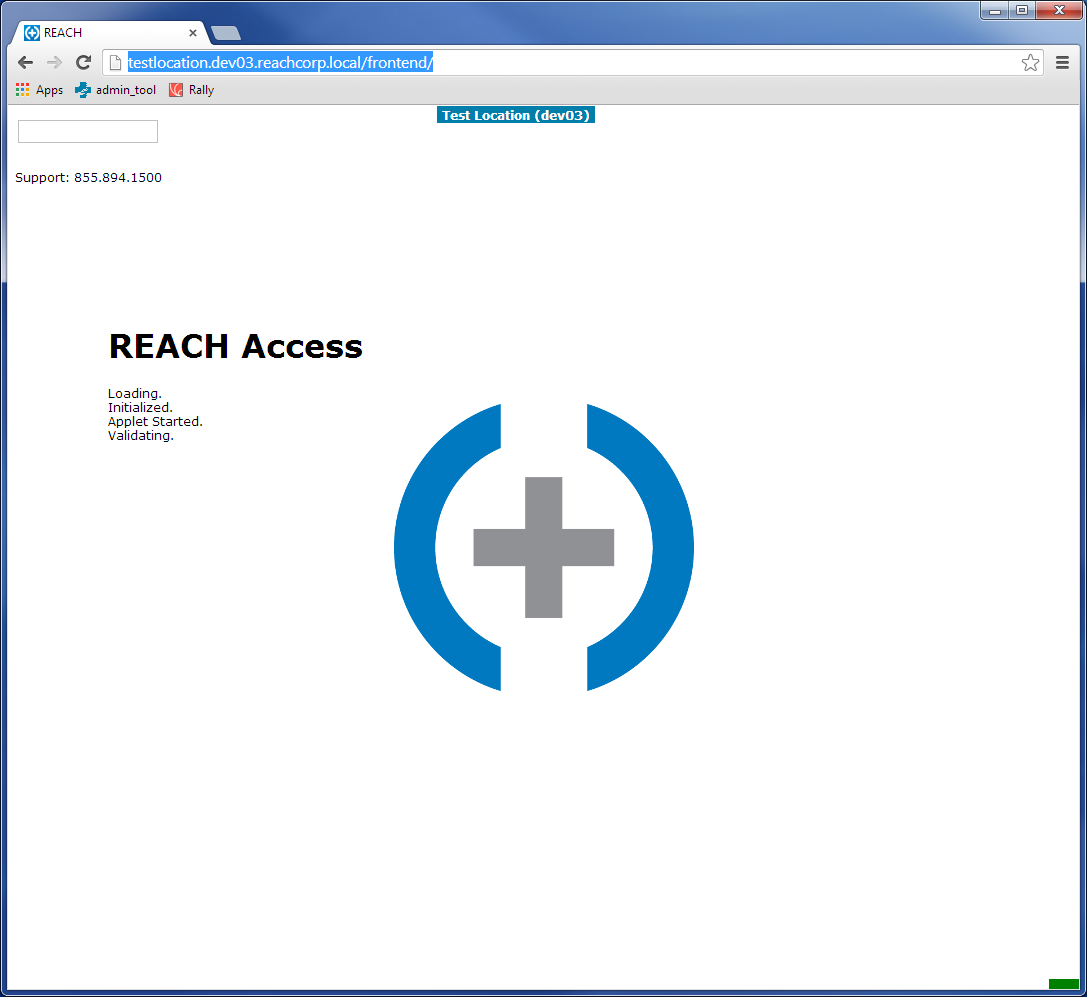 REACH
testlocation.dev03.reachcorp.local/frontend/
Apps admin_tool Rally
Test Location (dev03)
Support: 855.894.1500
REACH Access
Loading.
Initialized.
Applet Started.
Validating.